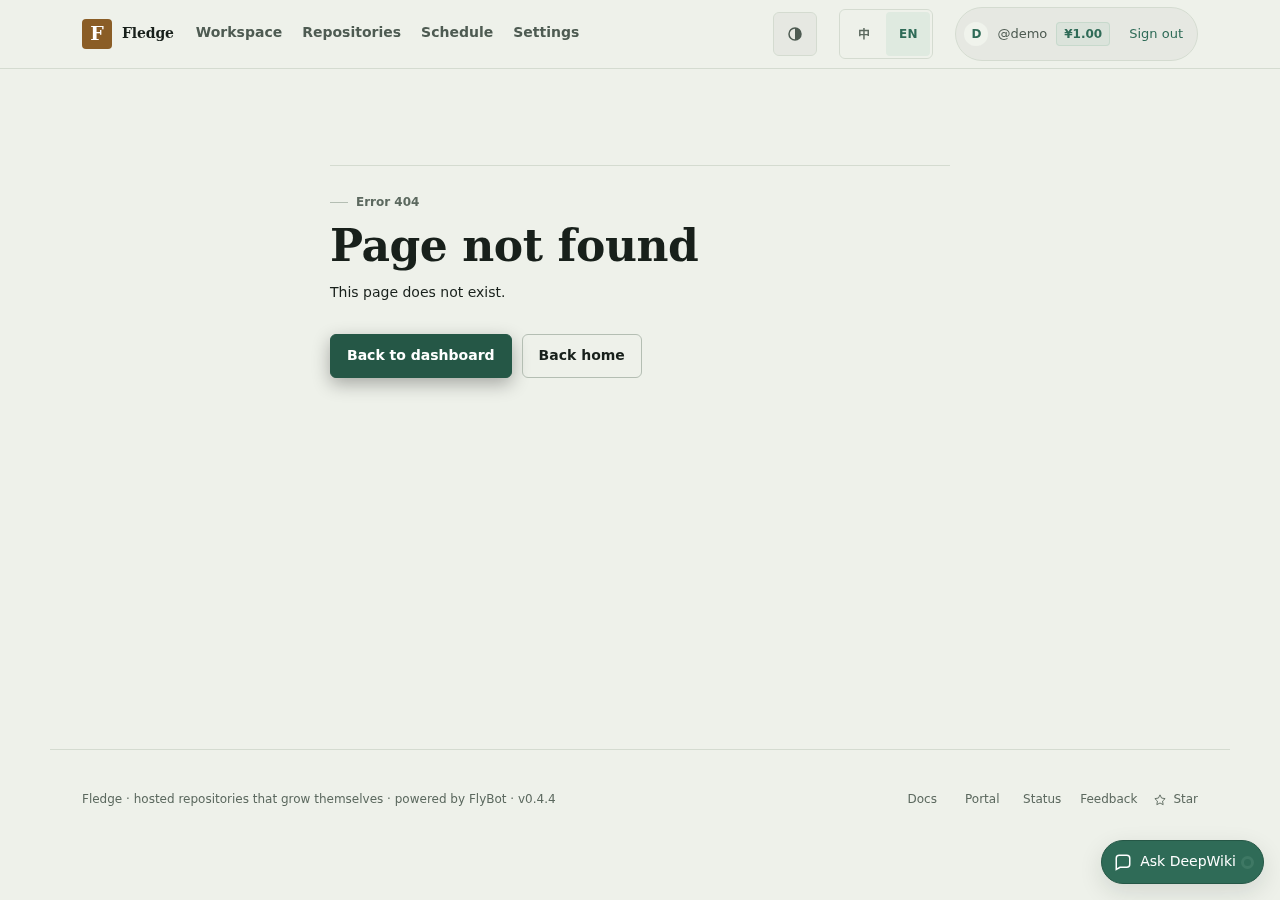 F Fledge Workspace Repositories Schedule Settings 中 EN D @demo ¥1.00 Sign out
Error 404
Page not found
This page does not exist.
Back to dashboard Back home
Fledge · hosted repositories that grow themselves · powered by FlyBot · v0.4.4 Docs Portal Status Feedback Star
Ask DeepWiki